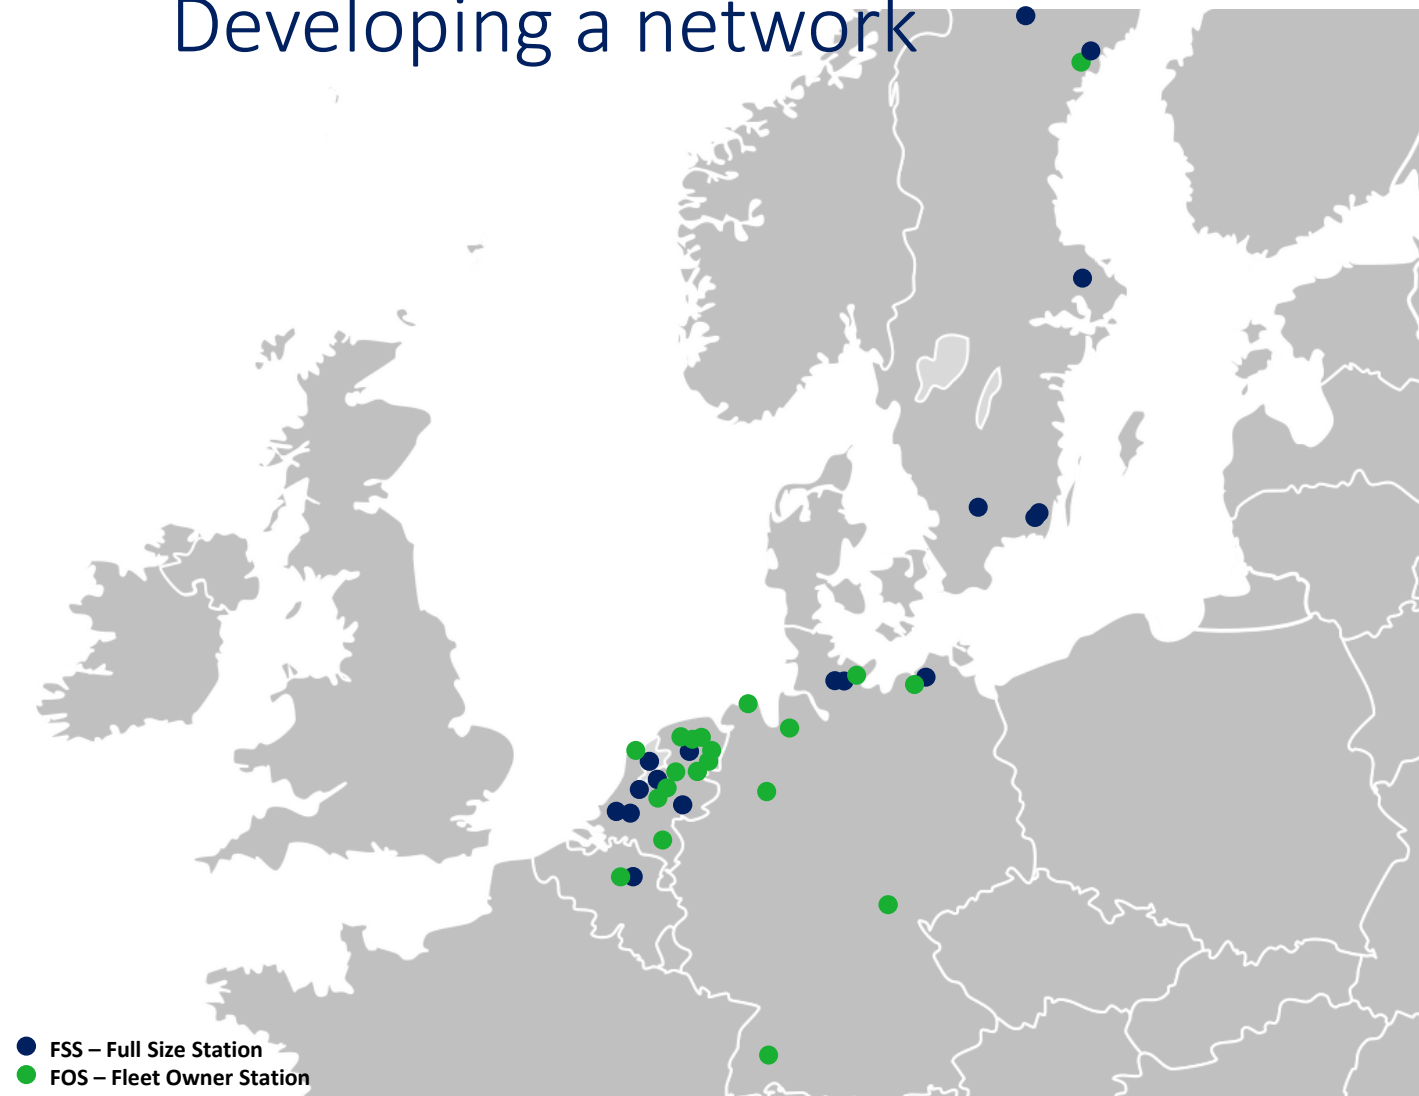 Developing a network
FSS – Full Size Station
FOS – Fleet Owner Station